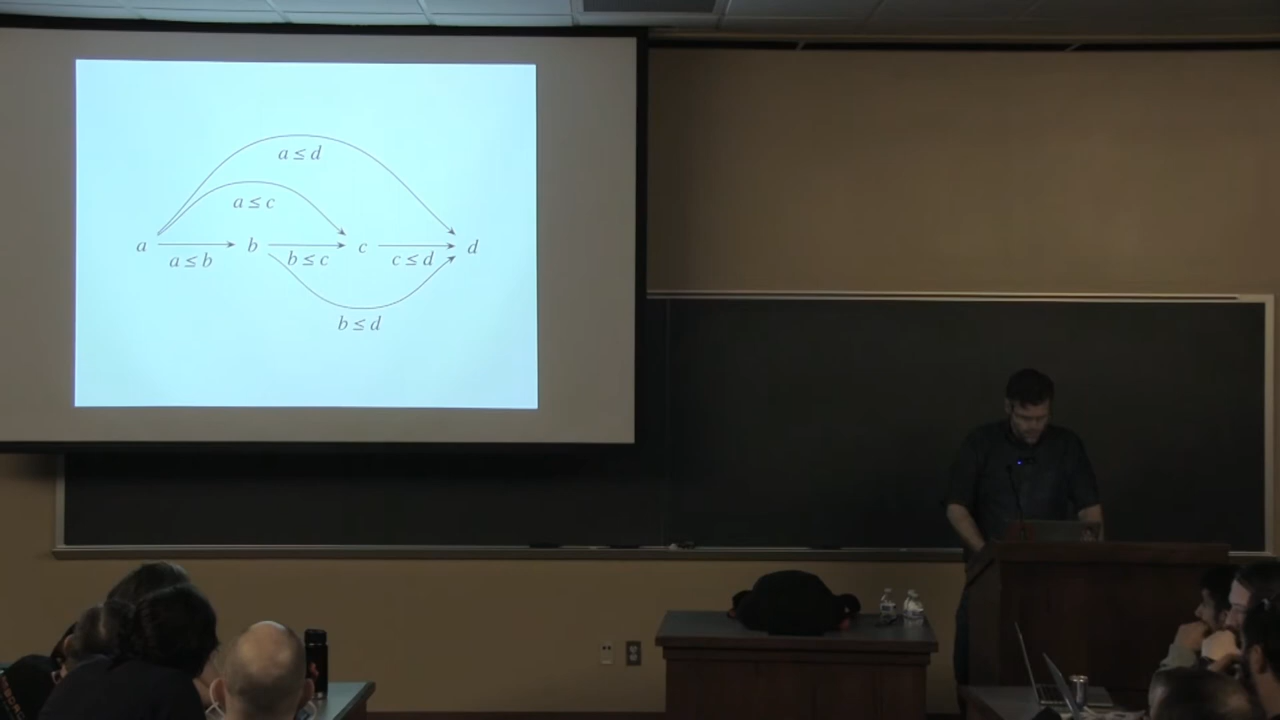 a ≤ d
a ≤ c
a b c d
a ≤ b b ≤ c c ≤ d
b ≤ d